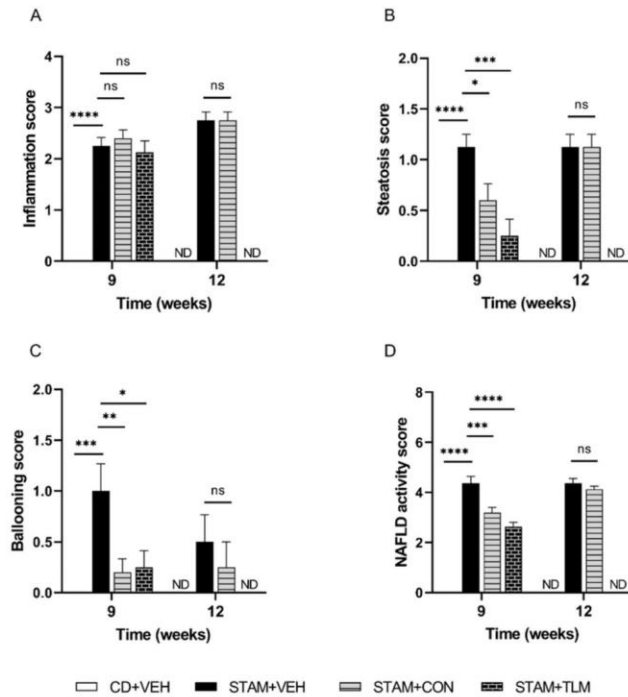 A
Inflammation score
4
3
2
1
0
ns
ns
****
ns
ND
ND
9
12
Time (weeks)
B
Steatosis score
2.0
1.5
1.0
0.5
0.0
***
*
****
ns
ND
ND
9
12
Time (weeks)
C
Ballooning score
2.0
1.5
1.0
0.5
0.0
*
**
***
ns
ND
ND
9
12
Time (weeks)
D
NAFLD activity score
8
6
4
2
0
****
***
****
ns
ND
ND
9
12
Time (weeks)
CD+VEH STAM+VEH STAM+CON STAM+TLM